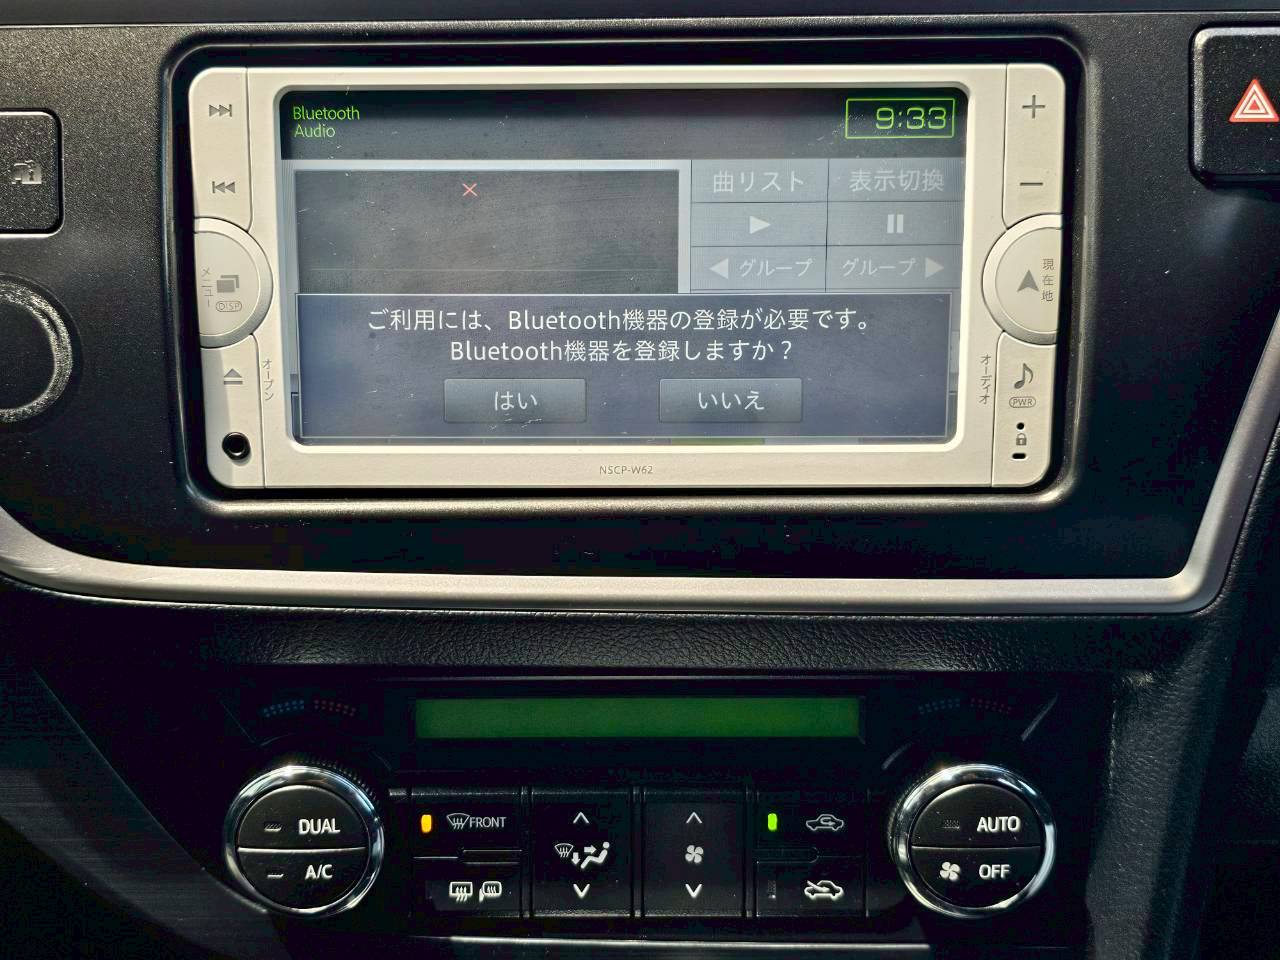 Bluetooth
Audio
9:33
曲リスト
表示切換
グループ
グループ
ご利用には、Bluetooth機器の登録が必要です。
Bluetooth機器を登録しますか？
はい
いいえ
メニュー
DISP
オープン
現在地
オーディオ
PWR
NSCP-W62
DUAL
A/C
FRONT
AUTO
OFF